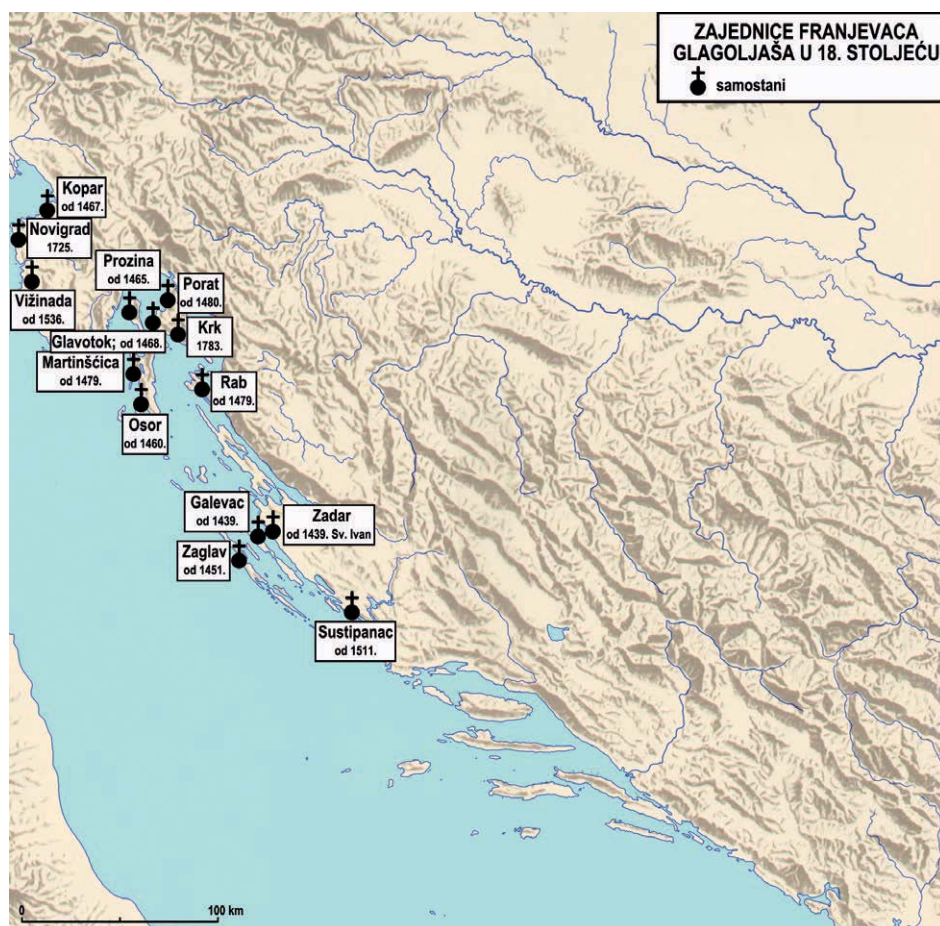 ZAJEDNICE FRANJEVACA
GLAGOLJAŠA U 18. STOLJEĆU
samostani
Kopar
od 1467.
Novigrad
1725.
Prozina
od 1465.
Porat
od 1480.
Vižinada
od 1536.
Krk
1783.
Glavotok; od 1468.
Martinšćica
od 1479.
Rab
od 1479.
Osor
od 1460.
Galevac
od 1439.
Zadar
od 1439. Sv. Ivan
Zaglav
od 1451.
Sustipanac
od 1511.
0
100 km